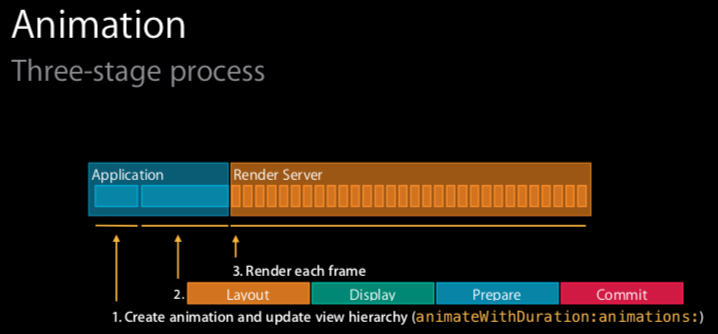 Animation
Three-stage process
Application
Render Server
3. Render each frame
2. Layout Display Prepare Commit
1. Create animation and update view hierarchy (animateWithDuration:animations:)